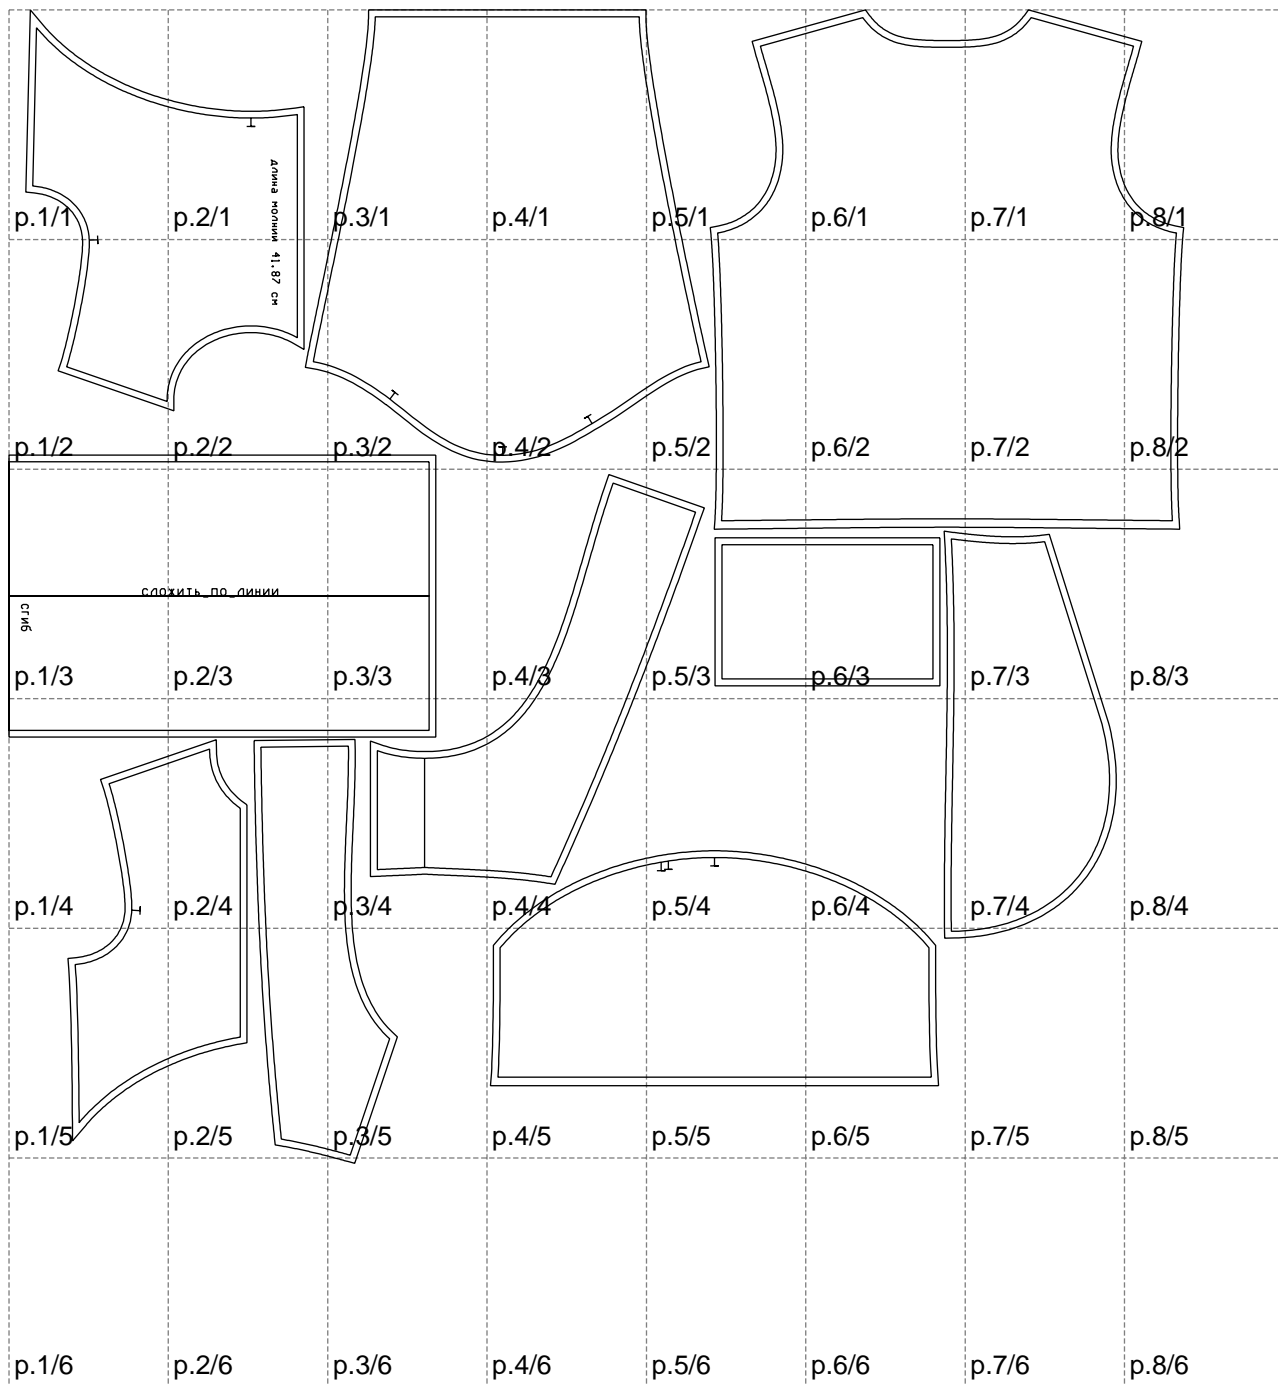 длина молнии 41.87 см
p.1/1 p.2/1 p.3/1 p.4/1 p.5/1 p.6/1 p.7/1 p.8/1
p.1/2 p.2/2 p.3/2 p.4/2 p.5/2 p.6/2 p.7/2 p.8/2
сложить_по_линии
сгиб
p.1/3 p.2/3 p.3/3 p.4/3 p.5/3 p.6/3 p.7/3 p.8/3
p.1/4 p.2/4 p.3/4 p.4/4 p.5/4 p.6/4 p.7/4 p.8/4
p.1/5 p.2/5 p.3/5 p.4/5 p.5/5 p.6/5 p.7/5 p.8/5
p.1/6 p.2/6 p.3/6 p.4/6 p.5/6 p.6/6 p.7/6 p.8/6